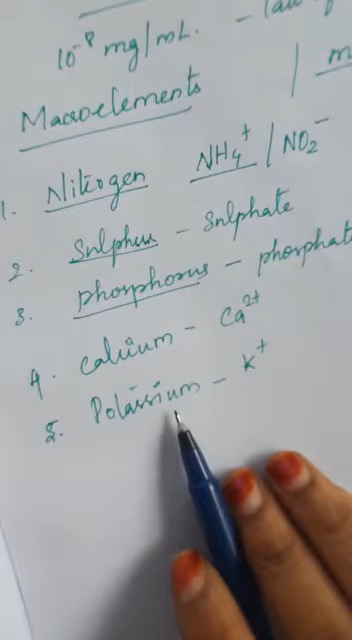 - law
10⁻⁸ mg/mL.
Macroelements | m
1. Nitrogen NH₄⁺ / NO₂⁻
2. Sulphur - Sulphate
3. phosphorus - phosphat
4. Calcium - Ca²⁺
5. Potassium - K⁺